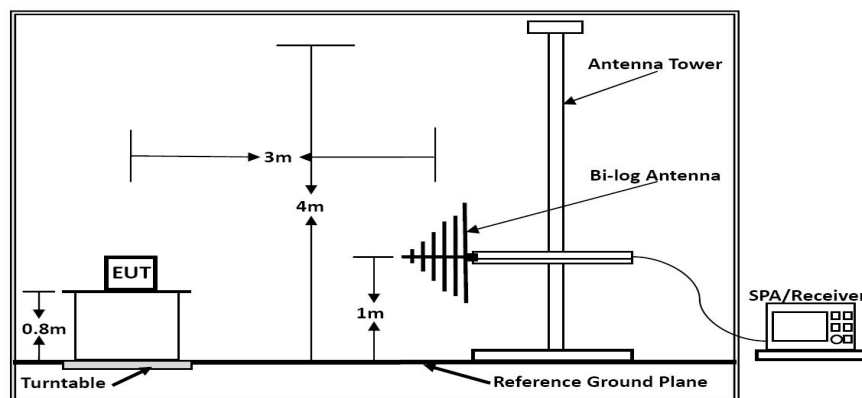 Antenna Tower
3m
Bi-log Antenna
4m
EUT
SPA/Receiver
0.8m
1m
Turntable
Reference Ground Plane